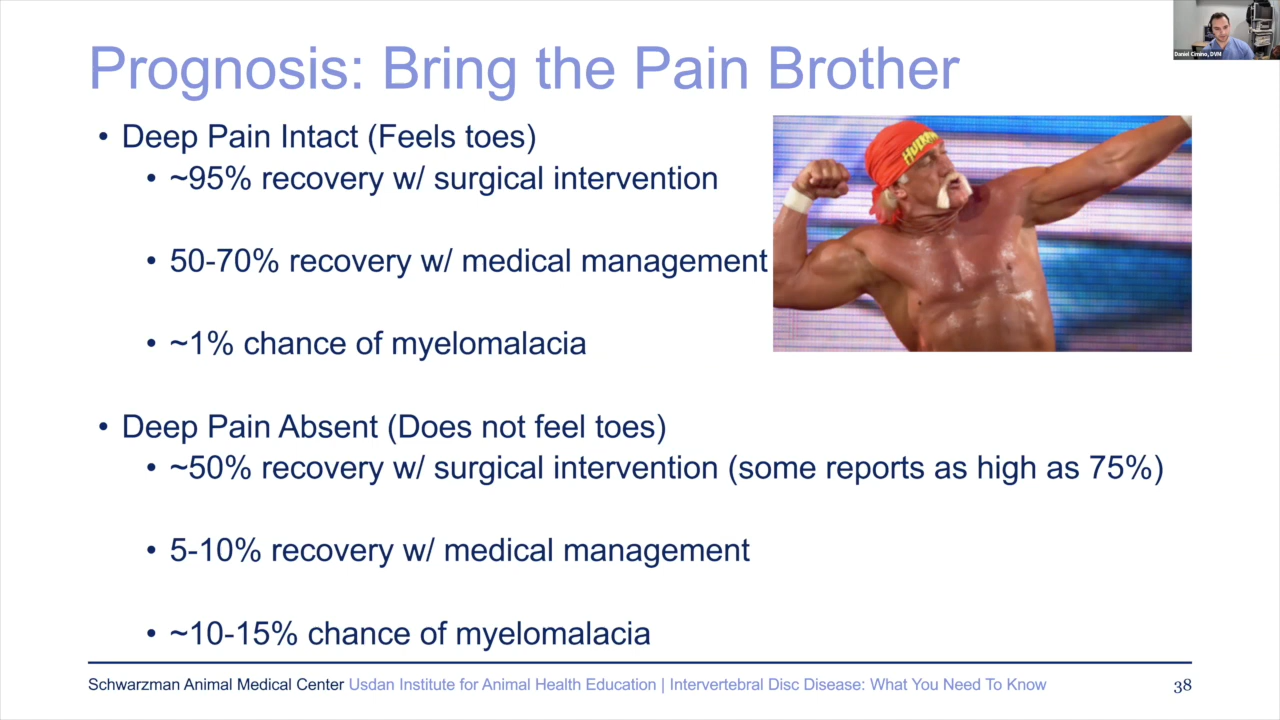 Daniel Cimino, DVM
Prognosis: Bring the Pain Brother
• Deep Pain Intact (Feels toes)
• ~95% recovery w/ surgical intervention
• 50-70% recovery w/ medical management
• ~1% chance of myelomalacia
• Deep Pain Absent (Does not feel toes)
• ~50% recovery w/ surgical intervention (some reports as high as 75%)
• 5-10% recovery w/ medical management
• ~10-15% chance of myelomalacia
Schwarzman Animal Medical Center Usdan Institute for Animal Health Education | Intervertebral Disc Disease: What You Need To Know
38